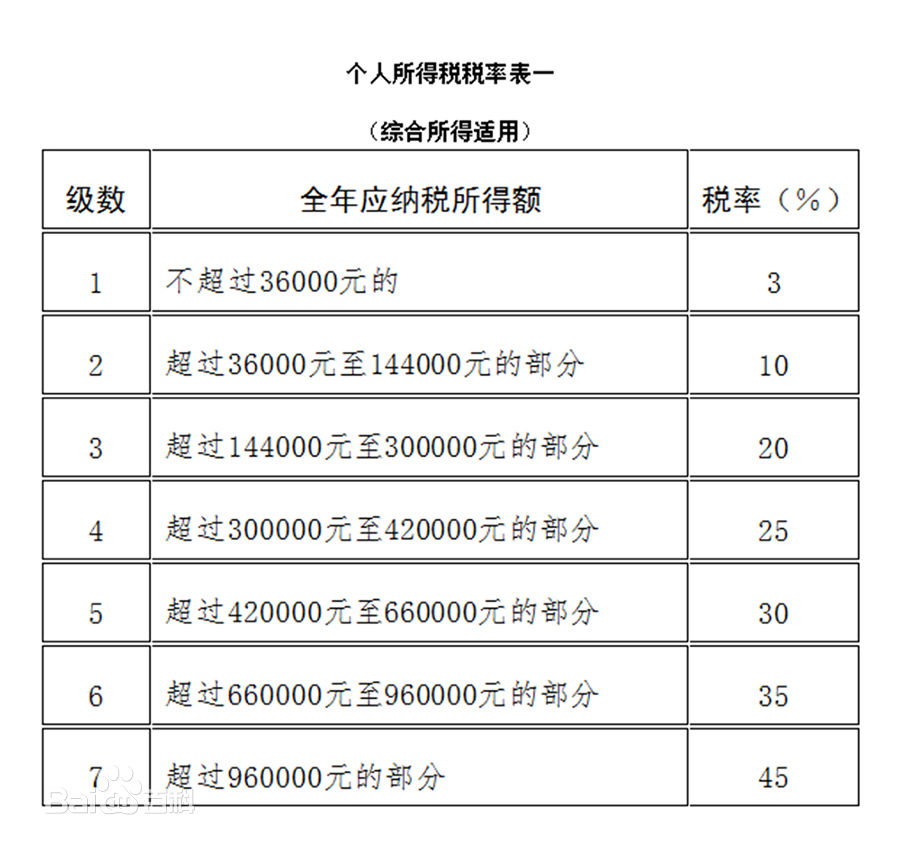 个人所得税税率表一
（综合所得适用）
级数 全年应纳税所得额 税率（%）
1 不超过36000元的 3
2 超过36000元至144000元的部分 10
3 超过144000元至300000元的部分 20
4 超过300000元至420000元的部分 25
5 超过420000元至660000元的部分 30
6 超过660000元至960000元的部分 35
7 超过960000元的部分 45
Baidu百科